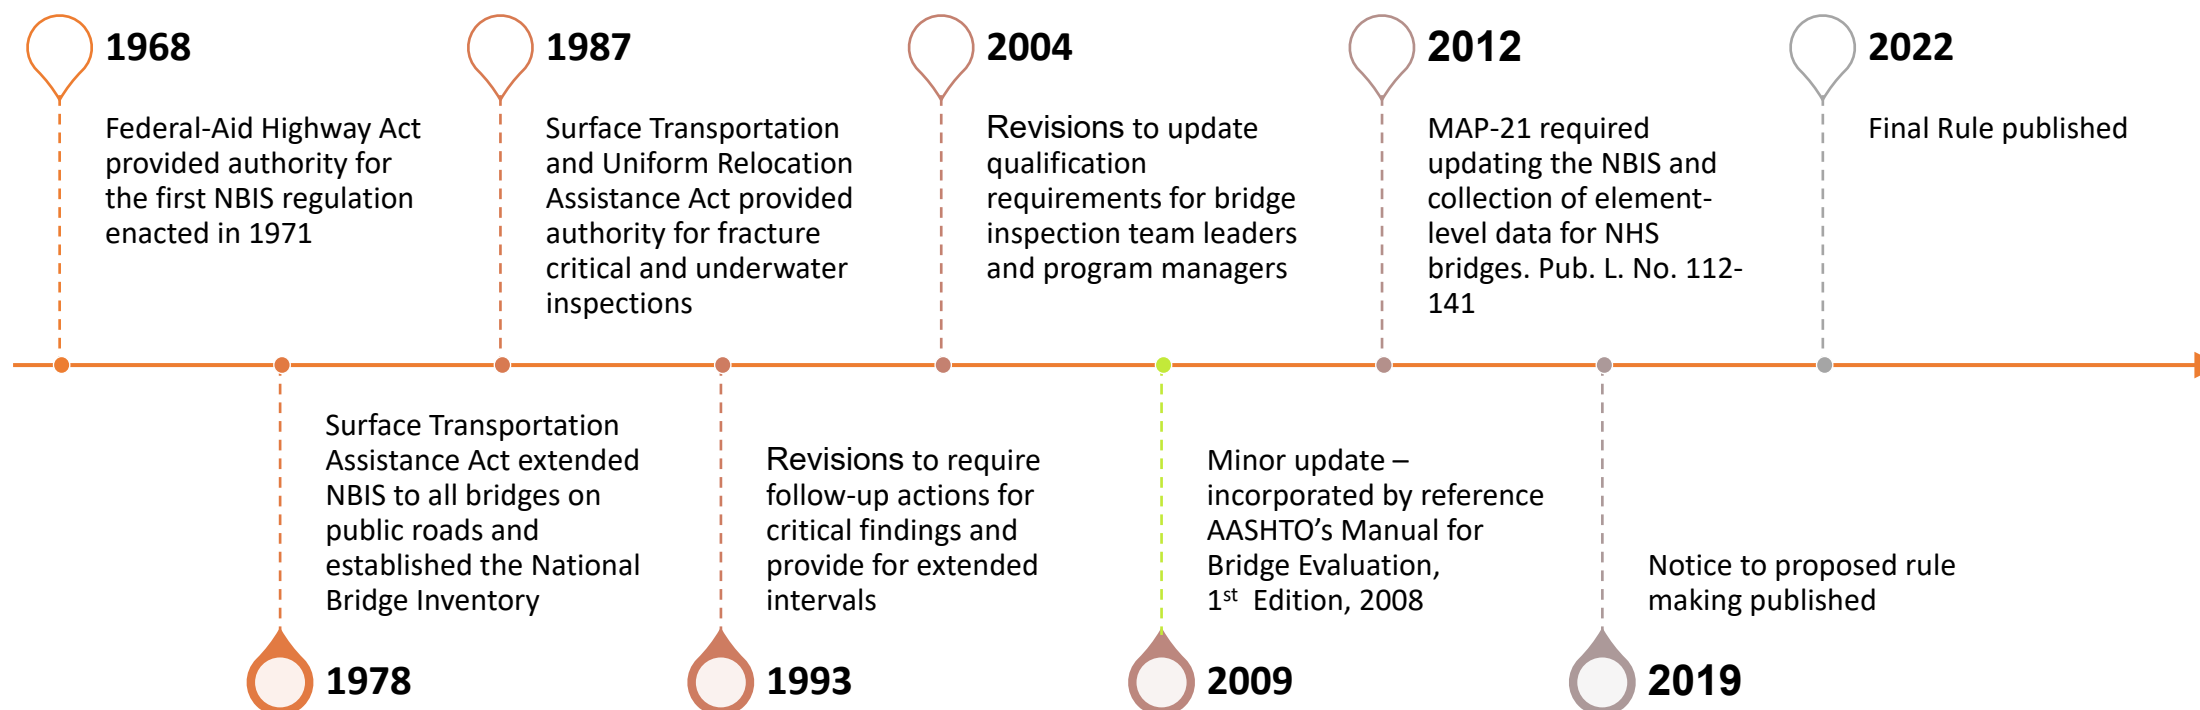 1968
Federal-Aid Highway Act
provided authority for
the first NBIS regulation
enacted in 1971
1987
Surface Transportation
and Uniform Relocation
Assistance Act provided
authority for fracture
critical and underwater
inspections
2004
Revisions to update
qualification
requirements for bridge
inspection team leaders
and program managers
2012
MAP-21 required
updating the NBIS and
collection of element-
level data for NHS
bridges. Pub. L. No. 112-
141
2022
Final Rule published
Surface Transportation
Assistance Act extended
NBIS to all bridges on
public roads and
established the National
Bridge Inventory
1978
Revisions to require
follow-up actions for
critical findings and
provide for extended
intervals
1993
Minor update –
incorporated by reference
AASHTO’s Manual for
Bridge Evaluation,
1st Edition, 2008
2009
Notice to proposed rule
making published
2019